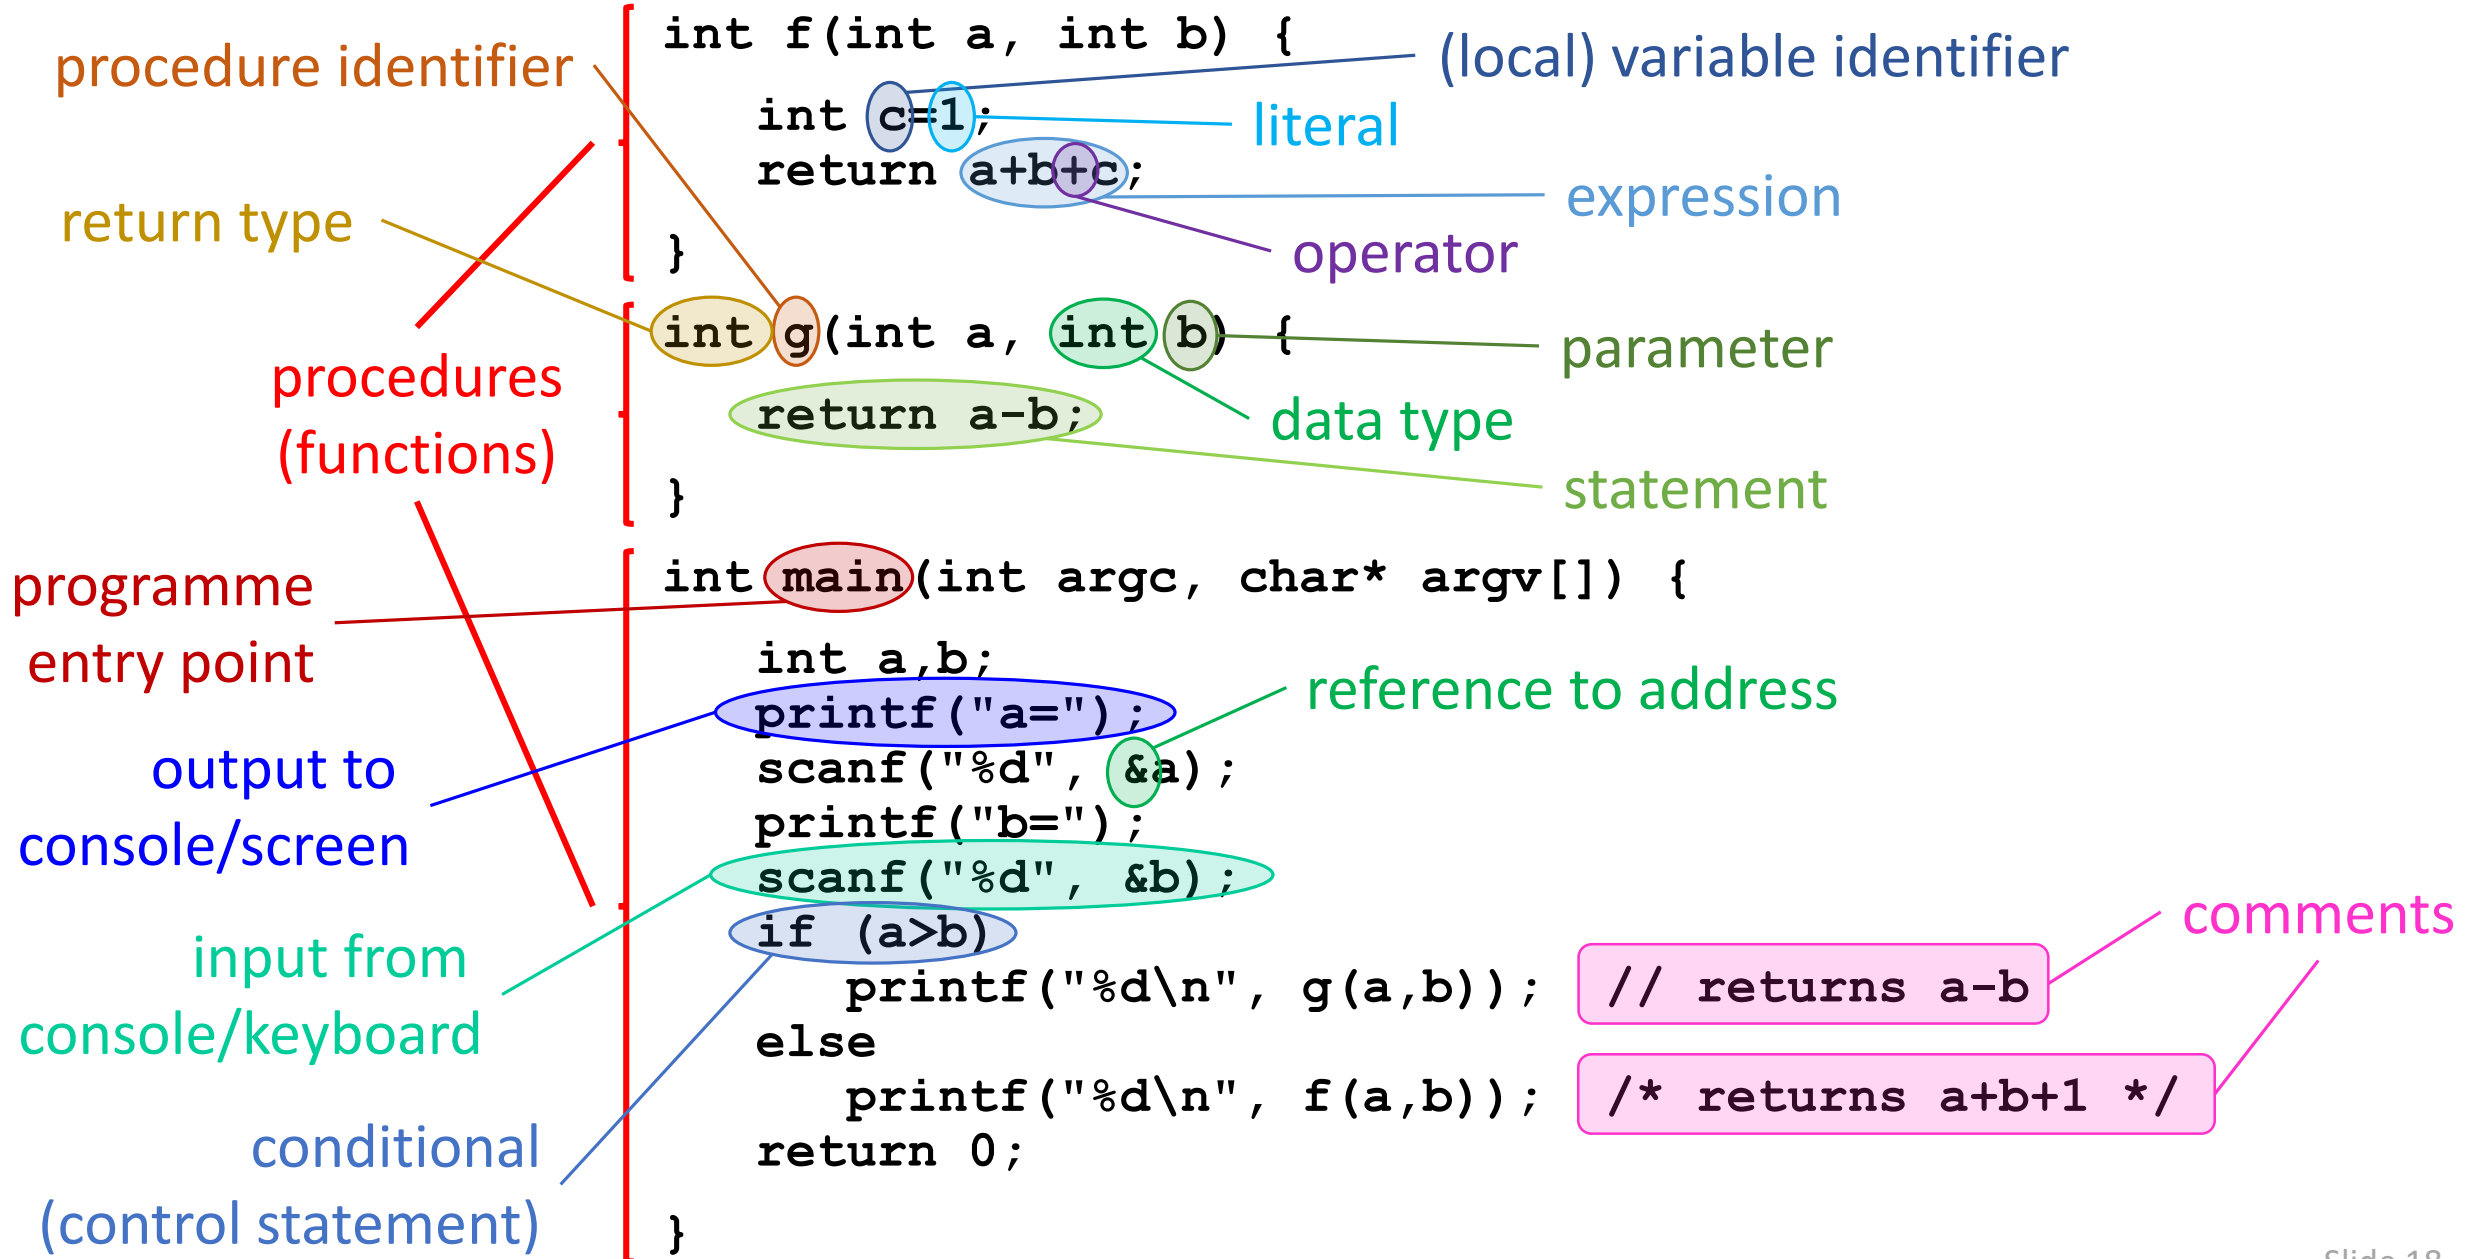 int f(int a, int b) {
procedure identifier
(local) variable identifier
int c=1;
literal
return a+b+c;
expression
return type
}
operator
int g(int a, int b) {
parameter
procedures
(functions)
return a-b;
data type
}
statement
int main(int argc, char* argv[]) {
programme
entry point
int a,b;
reference to address
printf("a=");
output to
console/screen
scanf("%d", &a);
printf("b=");
scanf("%d", &b);
input from
console/keyboard
if (a>b)
comments
printf("%d\n", g(a,b)); // returns a-b
else
printf("%d\n", f(a,b)); /* returns a+b+1 */
conditional
(control statement)
return 0;
}
Slide 18